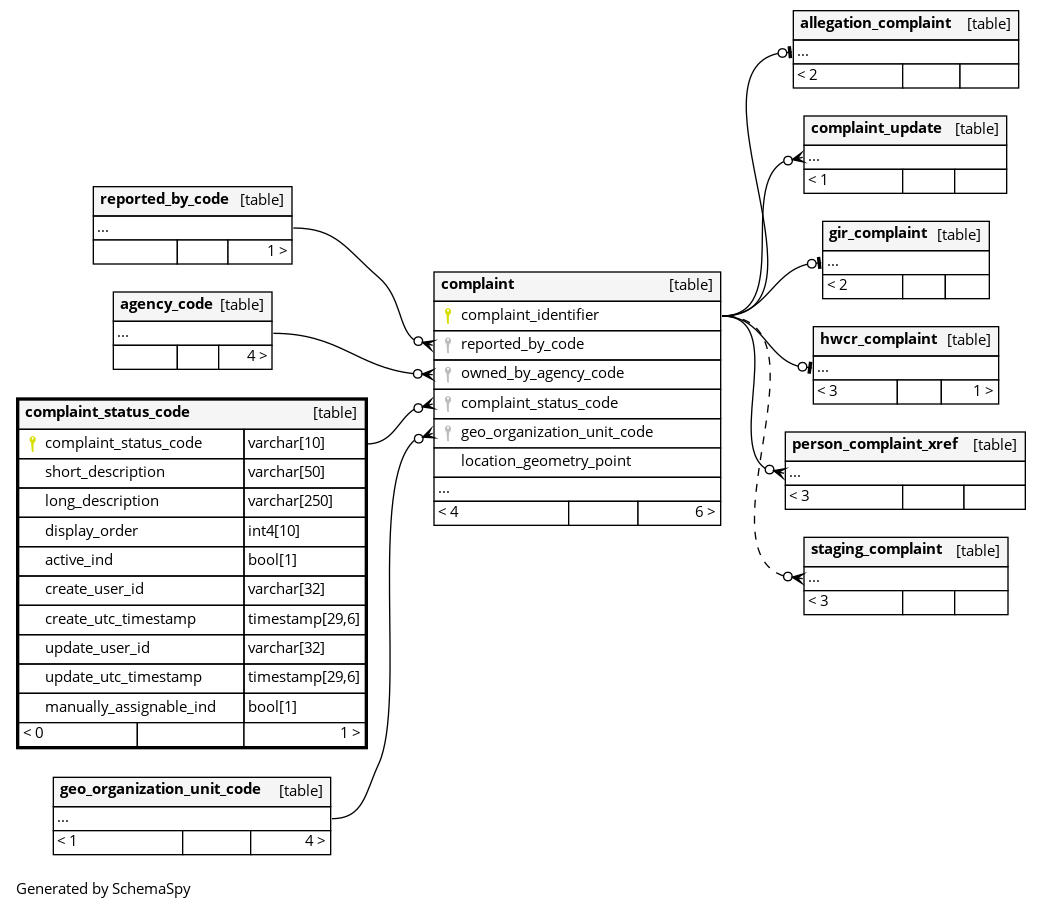 allegation_complaint [table]
...
< 2
complaint_update [table]
...
< 1
reported_by_code [table]
...
1 >
gir_complaint [table]
...
< 2
agency_code [table]
...
4 >
complaint [table]
complaint_identifier
reported_by_code
owned_by_agency_code
complaint_status_code
geo_organization_unit_code
location_geometry_point
...
< 4 6 >
hwcr_complaint [table]
...
< 3 1 >
complaint_status_code [table]
complaint_status_code varchar[10]
short_description varchar[50]
long_description varchar[250]
display_order int4[10]
active_ind bool[1]
create_user_id varchar[32]
create_utc_timestamp timestamp[29,6]
update_user_id varchar[32]
update_utc_timestamp timestamp[29,6]
manually_assignable_ind bool[1]
< 0 1 >
person_complaint_xref [table]
...
< 3
staging_complaint [table]
...
< 3
geo_organization_unit_code [table]
...
< 1 4 >
Generated by SchemaSpy